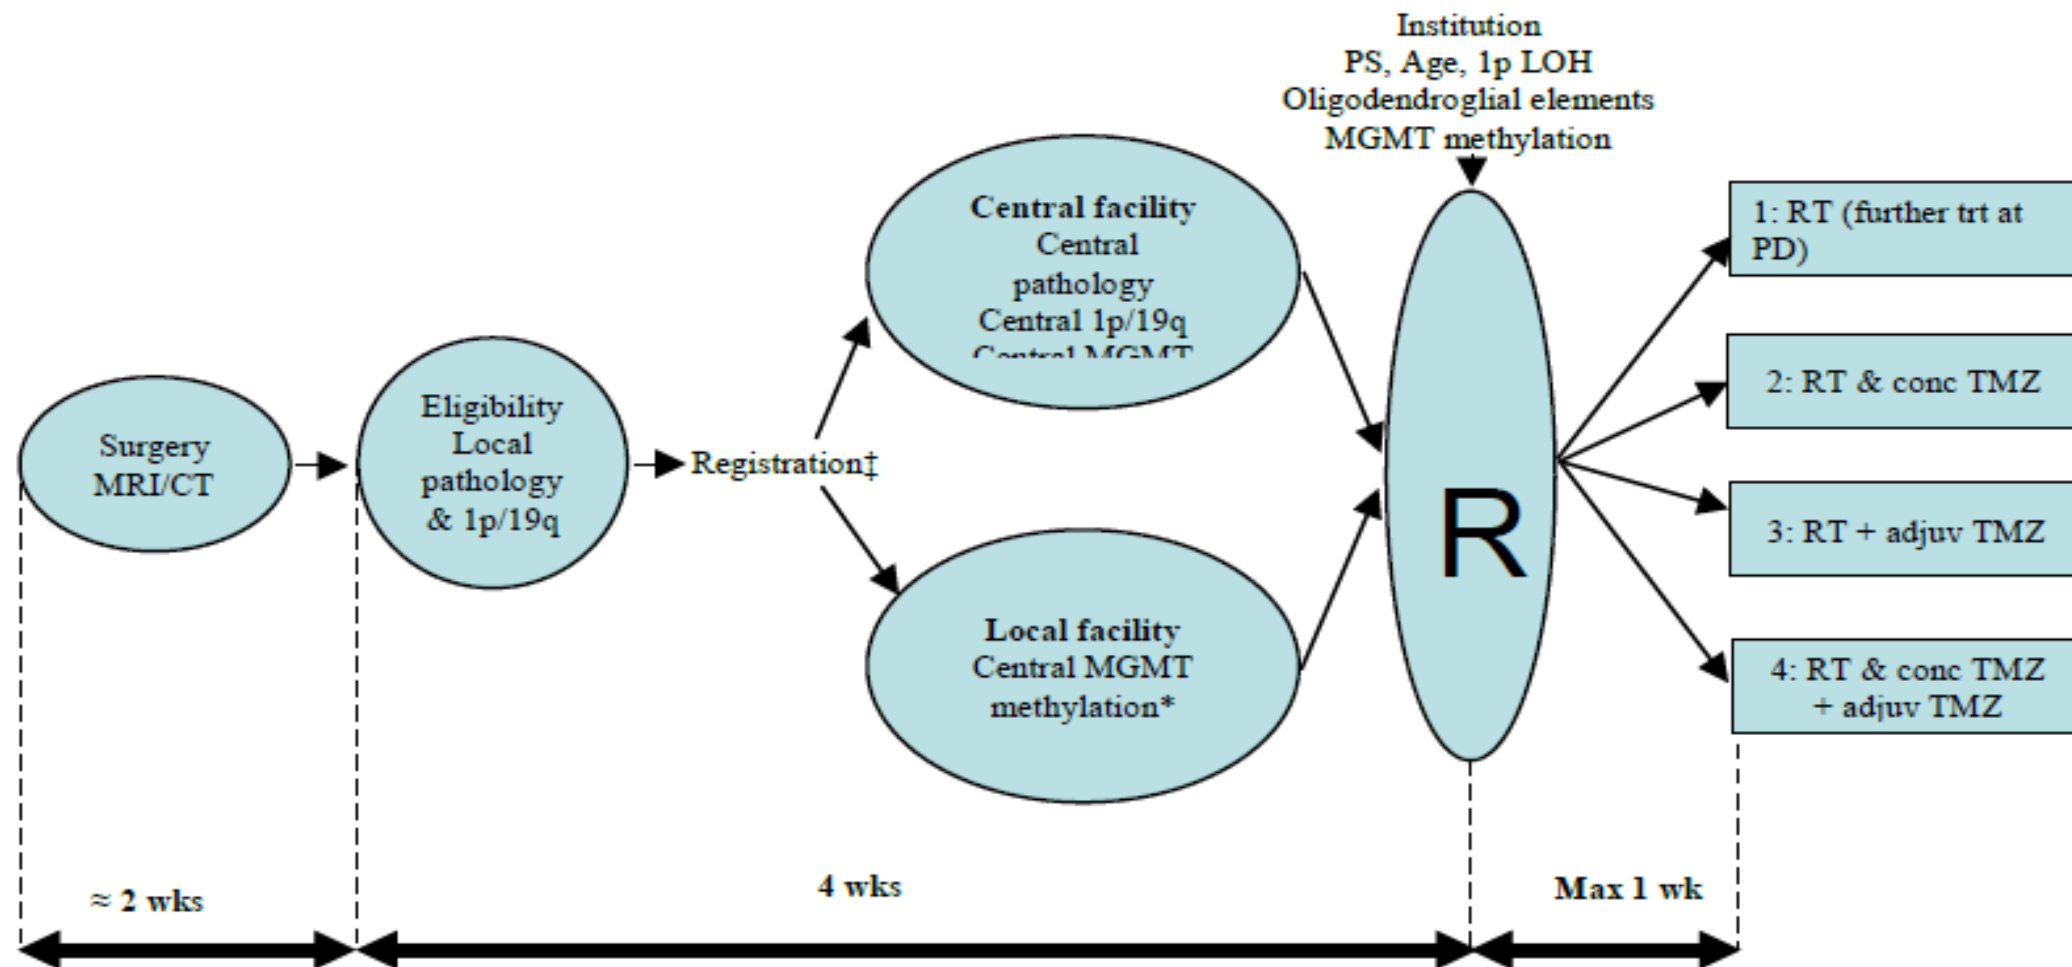 Institution
PS, Age, 1p LOH
Oligodendroglial elements
MGMT methylation
Surgery
MRI/CT
Eligibility
Local
pathology
& 1p/19q
Registration‡
Central facility
Central
pathology
Central 1p/19q
Central MGMT
Local facility
Central MGMT
methylation*
R
1: RT (further trt at
PD)
2: RT & conc TMZ
3: RT + adjuv TMZ
4: RT & conc TMZ
+ adjuv TMZ
≈ 2 wks
4 wks
Max 1 wk